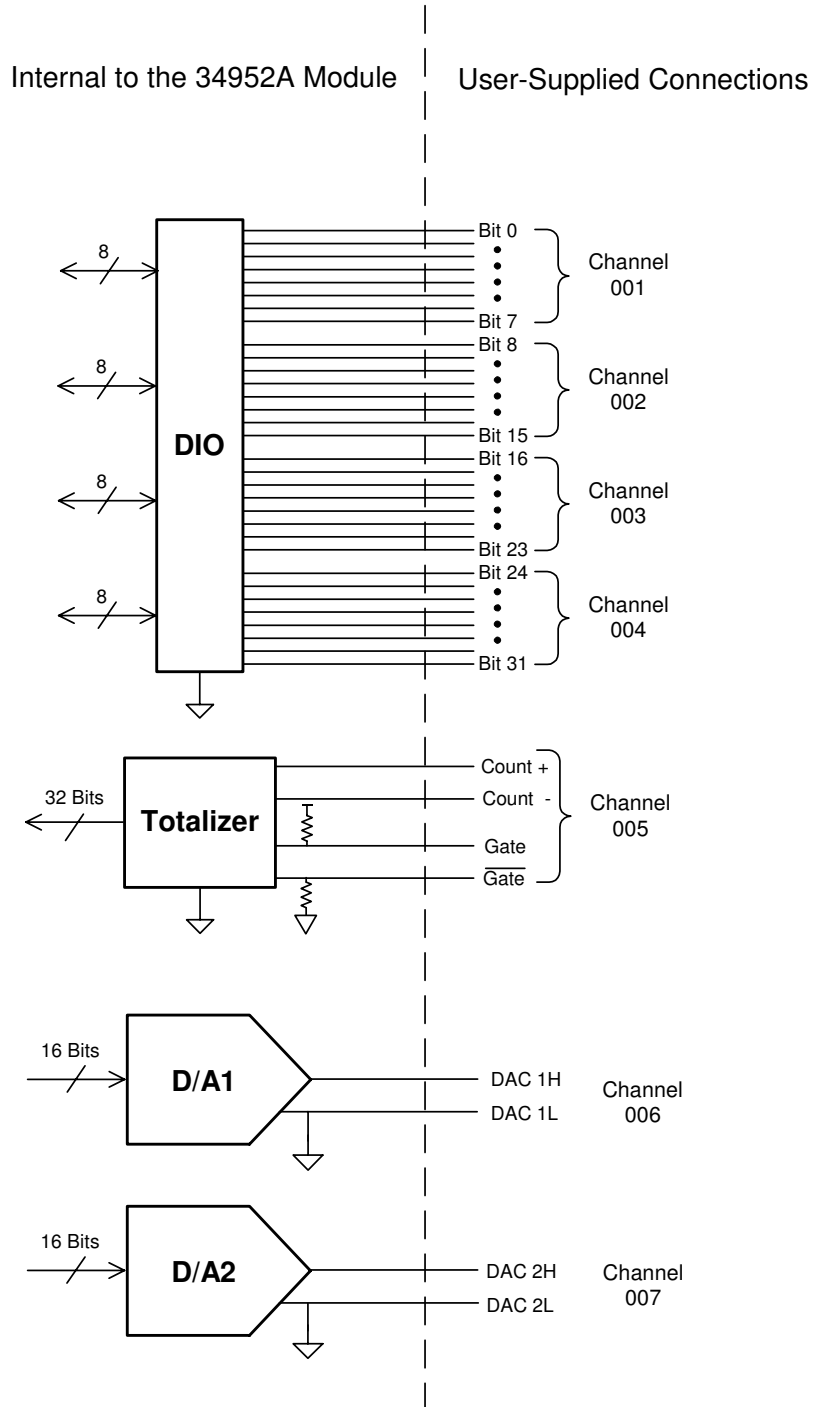 Internal to the 34952A Module
User-Supplied Connections
8
Bit 0
Channel
001
Bit 7
8
Bit 8
Channel
002
DIO
Bit 15
Bit 16
8
Channel
003
Bit 23
Bit 24
8
Channel
004
Bit 31
Count +
32 Bits
Totalizer
Count -
Channel
005
Gate
Gate
16 Bits
D/A1
DAC 1H
DAC 1L
Channel
006
16 Bits
D/A2
DAC 2H
DAC 2L
Channel
007